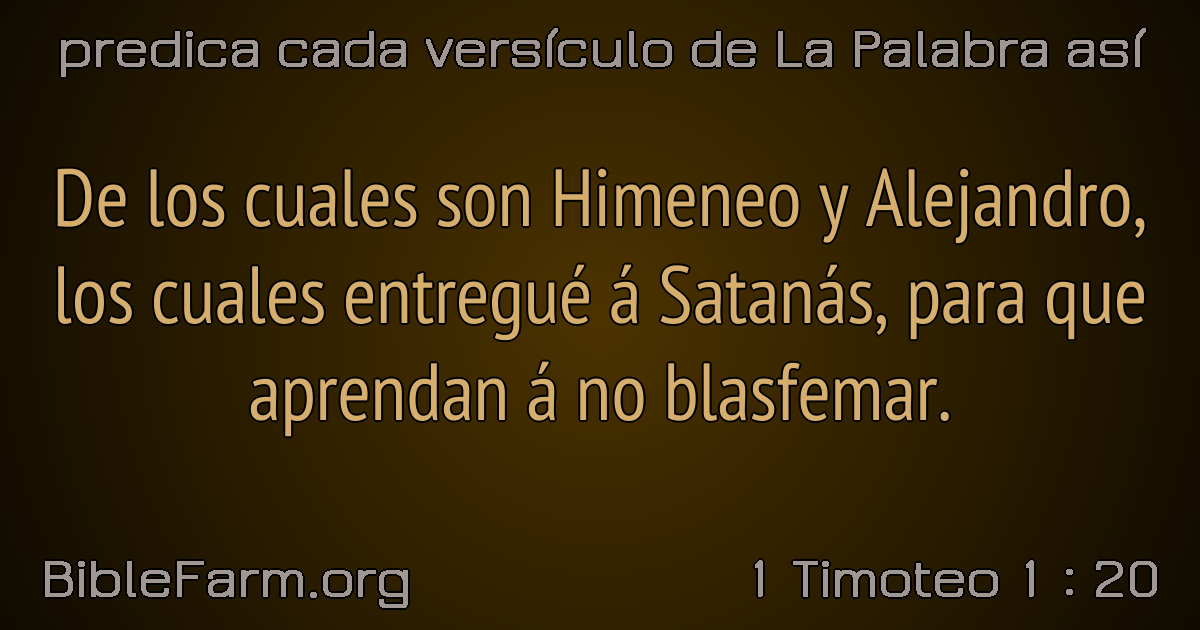 predica cada versículo de La Palabra así
De los cuales son Himeneo y Alejandro,
los cuales entregué á Satanás, para que
aprendan á no blasfemar.
BibleFarm.org
1 Timoteo 1 : 20